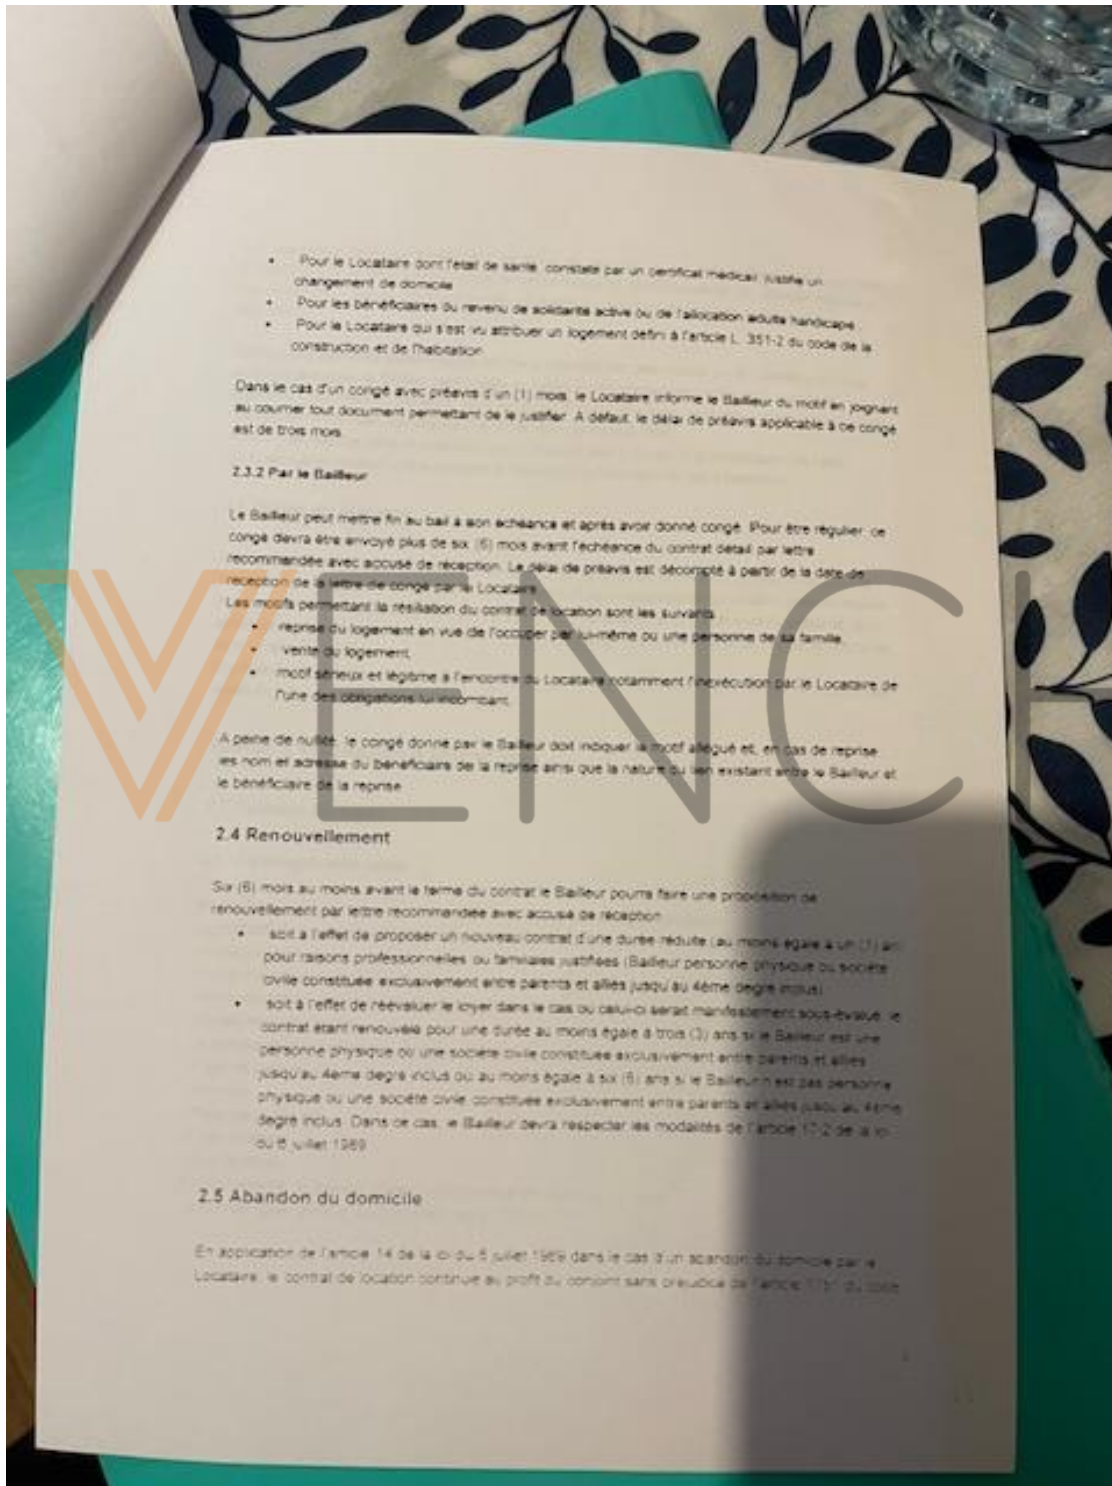 • Pour le Locataire dont l'état de santé, constaté par un certificat médical, justifie un
changement de domicile
• Pour les bénéficiaires du revenu de solidarité active ou de l'allocation adulte handicapé
• Pour le Locataire qui s'est vu attribuer un logement défini à l'article L. 351-2 du code de la
construction et de l'habitation
Dans le cas d'un congé avec préavis d'un (1) mois, le Locataire informe le Bailleur du motif en joignant
au courrier tout document permettant de le justifier. A défaut, le délai de préavis applicable à ce congé
est de trois mois
2.3.2 Par le Bailleur
Le Bailleur peut mettre fin au bail à son échéance et après avoir donné congé. Pour être régulier, ce
congé devra être envoyé plus de six (6) mois avant l'échéance du contrat détail par lettre
recommandée avec accusé de réception. Le délai de préavis est décompté à partir de la date de
réception de la lettre de congé par le Locataire
Les motifs permettant la résiliation du contrat de location sont les suivants
• reprise du logement en vue de l'occuper par lui-même ou une personne de sa famille,
• vente du logement,
• motif sérieux et légitime à l'encontre du Locataire notamment l'inexécution par le Locataire de
l'une des obligations lui incombant.
A peine de nullité, le congé donné par le Bailleur doit indiquer le motif allégué et, en cas de reprise
les nom et adresse du bénéficiaire de la reprise ainsi que la nature du lien existant entre le Bailleur et
le bénéficiaire de la reprise
VENCH
2.4 Renouvellement
Six (6) mois au moins avant le terme du contrat le Bailleur pourra faire une proposition de
renouvellement par lettre recommandée avec accusé de réception
• soit à l'effet de proposer un nouveau contrat d'une durée réduite (au moins égale à un (1) an)
pour raisons professionnelles ou familiales justifiées (Bailleur personne physique ou société
civile constituée exclusivement entre parents et alliés jusqu'au 4ème degré inclus)
• soit à l'effet de réévaluer le loyer dans le cas où celui-ci serait manifestement sous-évalué, le
contrat étant renouvelé pour une durée au moins égale à trois (3) ans si le Bailleur est une
personne physique ou une société civile constituée exclusivement entre parents et alliés
jusqu'au 4ème degré inclus ou au moins égale à six (6) ans si le Bailleur n'est pas personne
physique ou une société civile constituée exclusivement entre parents et alliés jusqu'au 4ème
degré inclus. Dans ce cas, le Bailleur devra respecter les modalités de l'article 17-2 de la loi
du 6 juillet 1989
2.5 Abandon du domicile
En application de l'article 14 de la loi du 6 juillet 1989 dans le cas d'un abandon du domicile par le
Locataire, le contrat de location continue au profit du conjoint sans préjudice de l'article 1751 du code